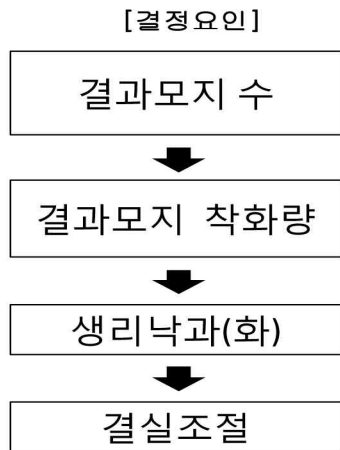 [결정요인]
결과모지 수
결과모지 착화량
생리낙과(화)
결실조절